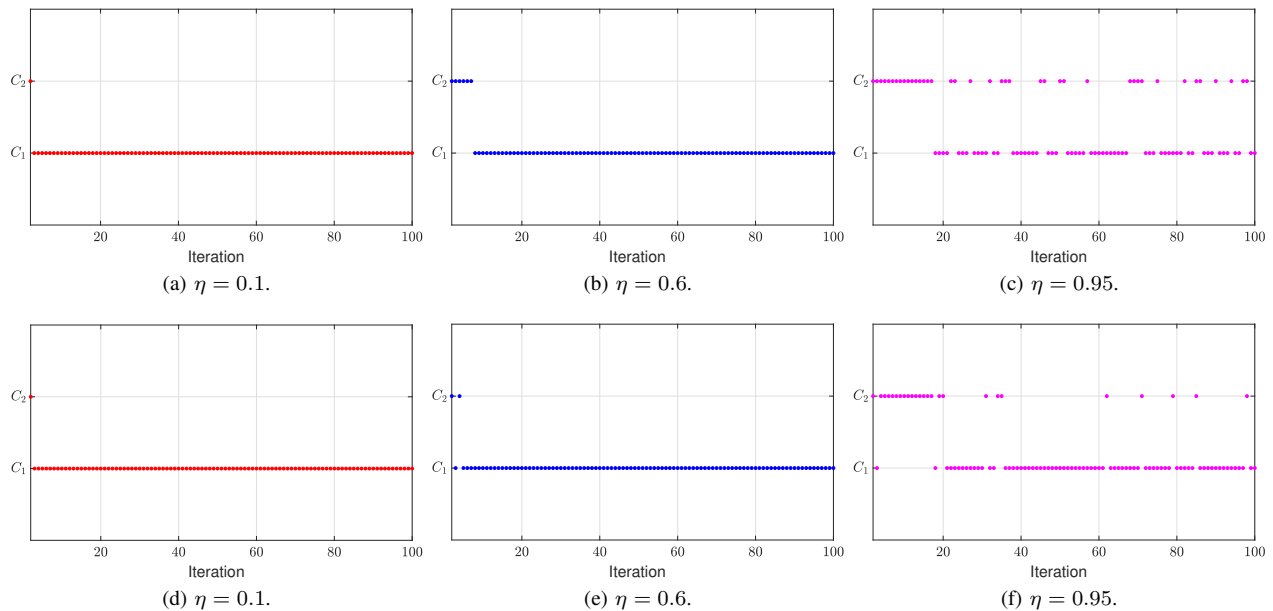 C₂ C₂ C₂
C₁ C₁ C₁
20 40 60 80 100 20 40 60 80 100 20 40 60 80 100
Iteration Iteration Iteration
(a) η = 0.1. (b) η = 0.6. (c) η = 0.95.
C₂ C₂ C₂
C₁ C₁ C₁
20 40 60 80 100 20 40 60 80 100 20 40 60 80 100
Iteration Iteration Iteration
(d) η = 0.1. (e) η = 0.6. (f) η = 0.95.